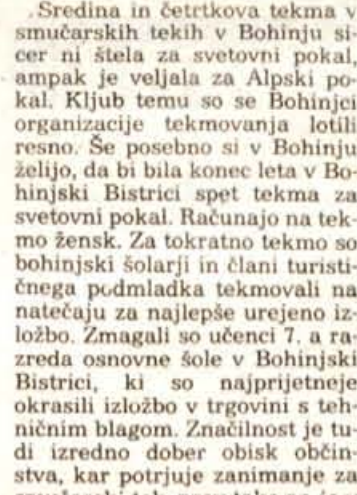 Sredina in četrtkova tekma v
smučarskih tekih v Bohinju si-
cer ni štela za svetovni pokal,
ampak je veljala za Alpski po-
kal. Kljub temu so se Bohinjci
organizacije tekmovanja lotili
resno. Še posebno si v Bohinju
želijo, da bi bila konec leta v Bo-
hinjski Bistrici spet tekma za
svetovni pokal. Računajo na tek-
mo žensk. Za tokratno tekmo so
bohinjski šolarji in člani turisti-
čnega podmladka tekmovali na
natečaju za najlepše urejeno iz-
ložbo. Zmagali so učenci 7. a ra-
zreda osnovne šole v Bohinjski
Bistrici, ki so najprijetneje
okrasili izložbo v trgovini s teh-
ničnim blagom. Značilnost je tu-
di izredno dober obisk občin-
stva, kar potrjuje zanimanje za